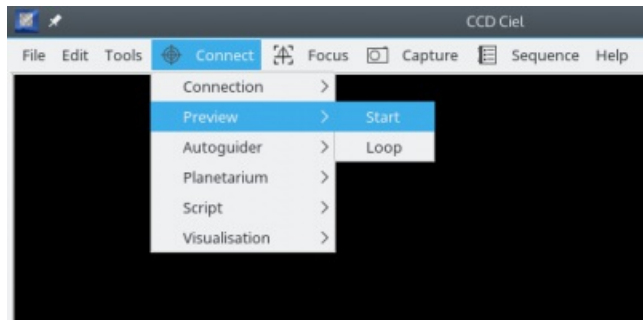 CCD Ciel
File Edit Tools Connect Focus Capture Sequence Help
Connection
Preview Start
Autoguider Loop
Planetarium
Script
Visualisation